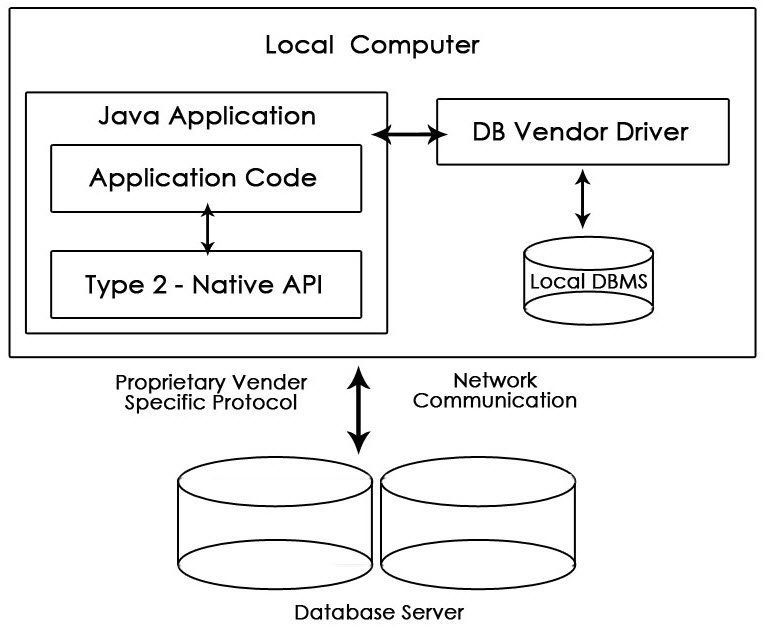 Local Computer
Java Application
DB Vendor Driver
Application Code
Type 2 - Native API
Local DBMS
Proprietary Vender
Specific Protocol
Network
Communication
Database Server